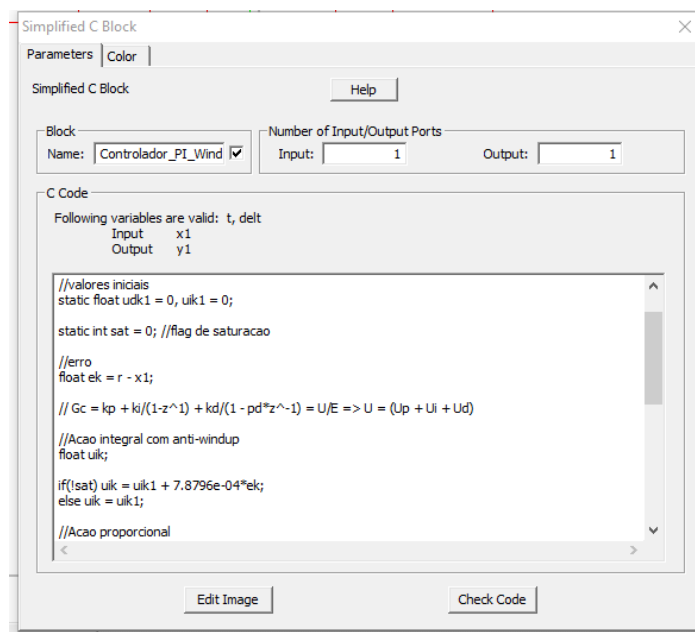 Simplified C Block
Parameters
Color
Simplified C Block
Help
Block
Name: Controlador_PI_Wind
Number of Input/Output Ports
Input: 1
Output: 1
C Code
Following variables are valid: t, delt
Input x1
Output y1
//valores iniciais
static float udk1 = 0, uik1 = 0;
static int sat = 0; //flag de saturacao
//erro
float ek = r - x1;
// Gc = kp + ki/(1-z^1) + kd/(1 - pd*z^-1) = U/E => U = (Up + Ui + Ud)
//Acao integral com anti-windup
float uik;
if(!sat) uik = uik1 + 7.8796e-04*ek;
else uik = uik1;
//Acao proporcional
Edit Image
Check Code